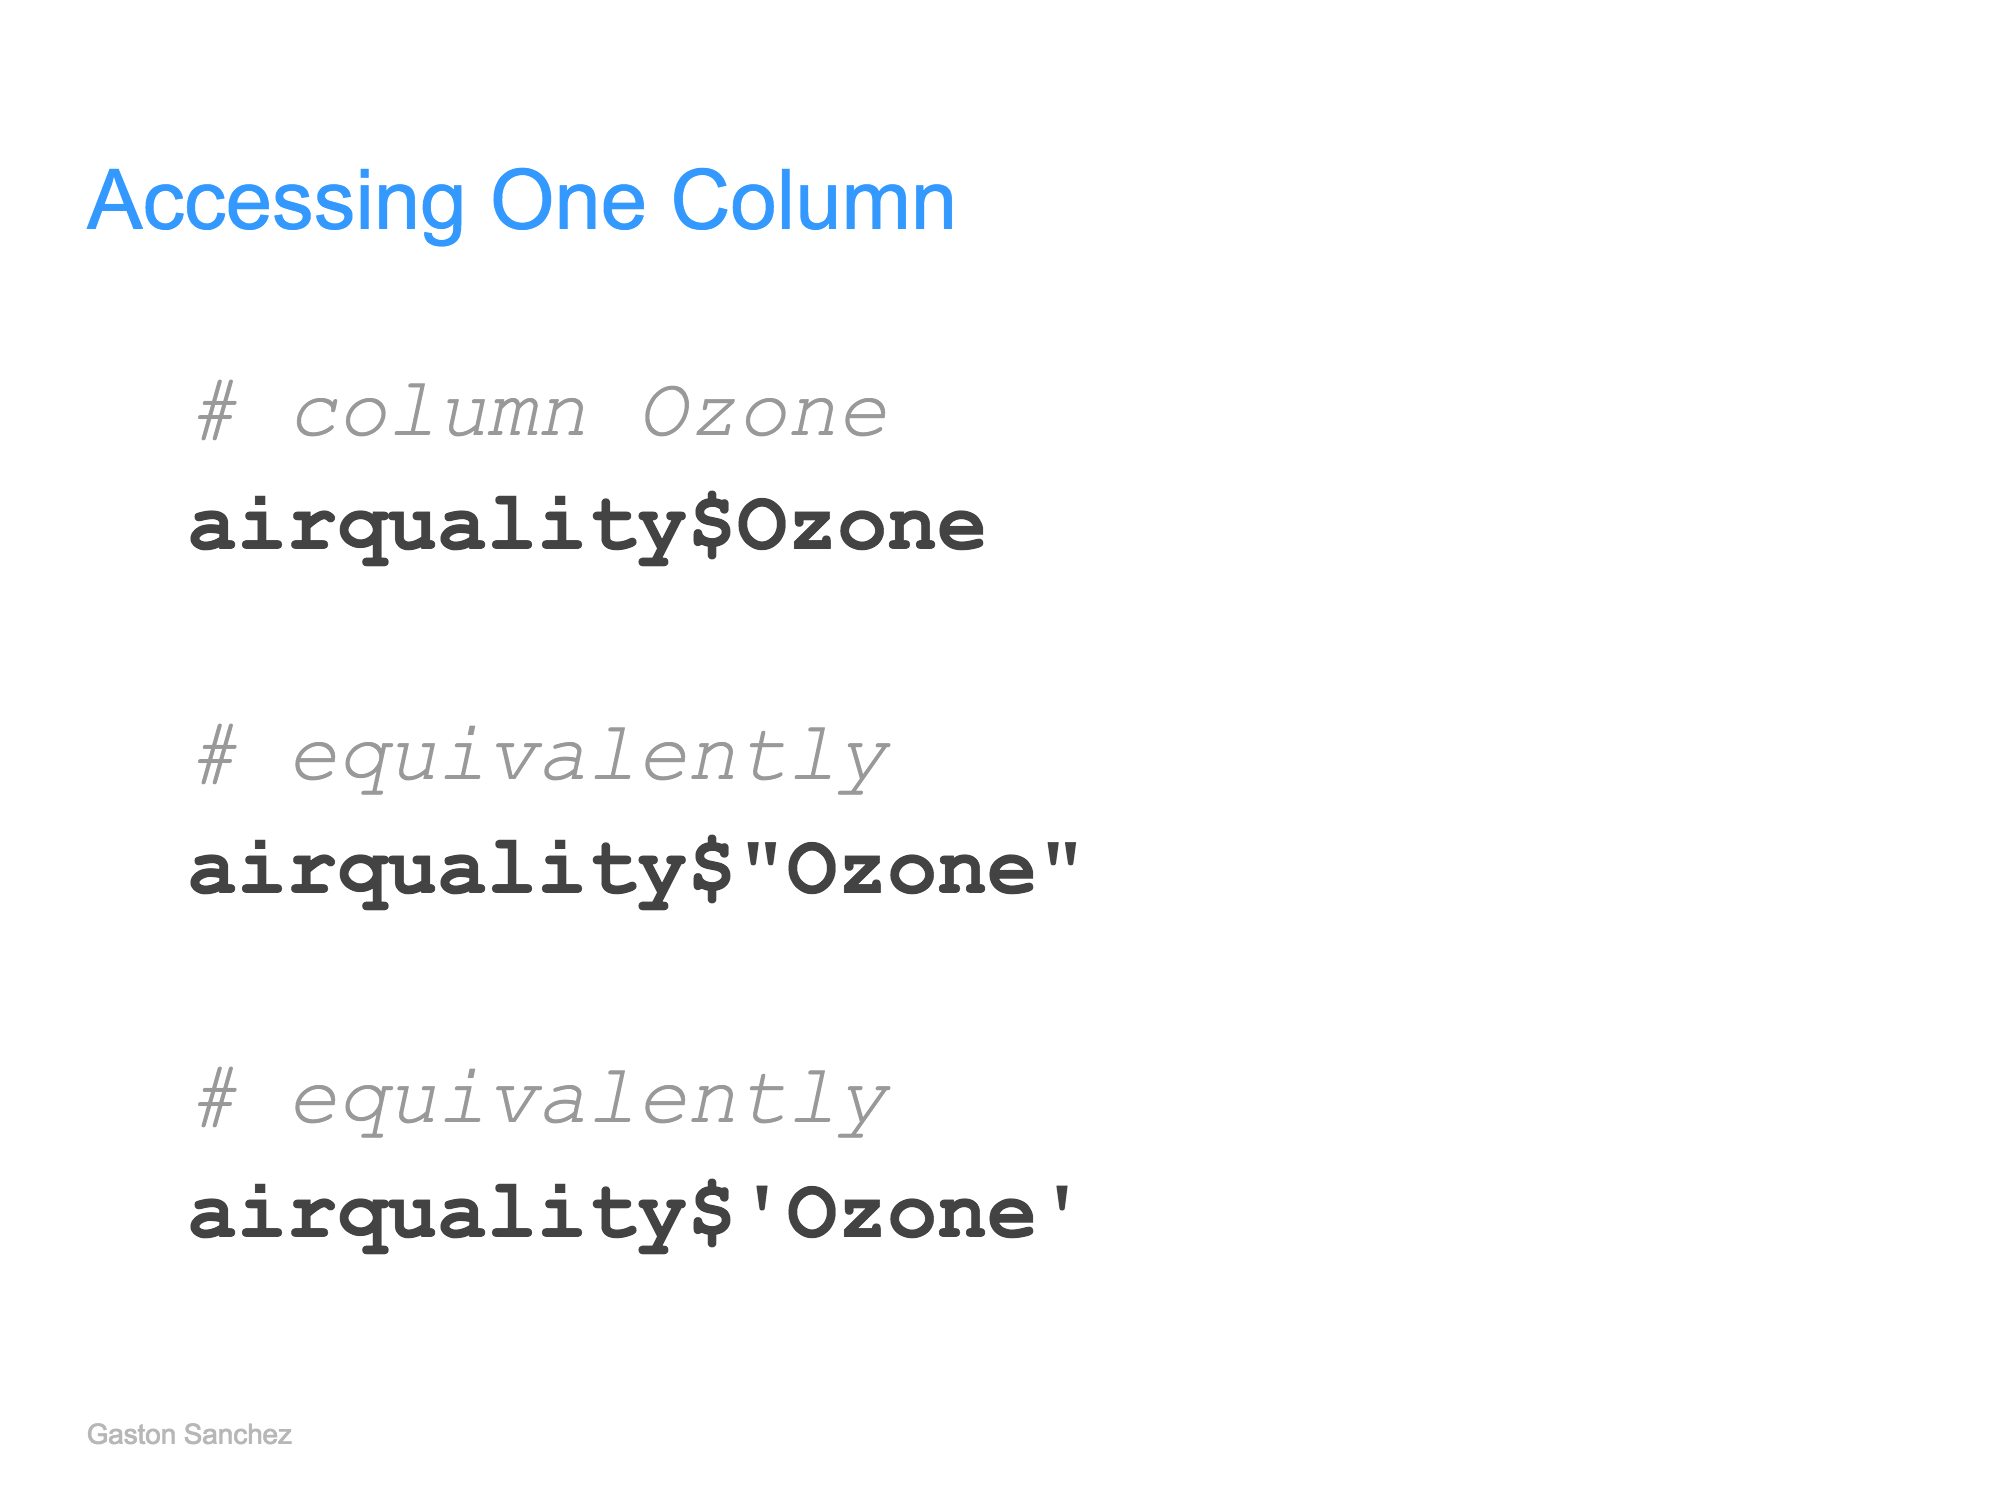 Accessing One Column
# column Ozone
airquality$Ozone
# equivalently
airquality$"Ozone"
# equivalently
airquality$'Ozone'
Gaston Sanchez